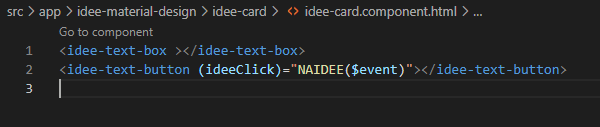 src > app > idee-material-design > idee-card > <> idee-card.component.html > ...
Go to component
1 <idee-text-box ></idee-text-box>
2 <idee-text-button (ideeClick)="NAIDEE($event)"></idee-text-button>
3